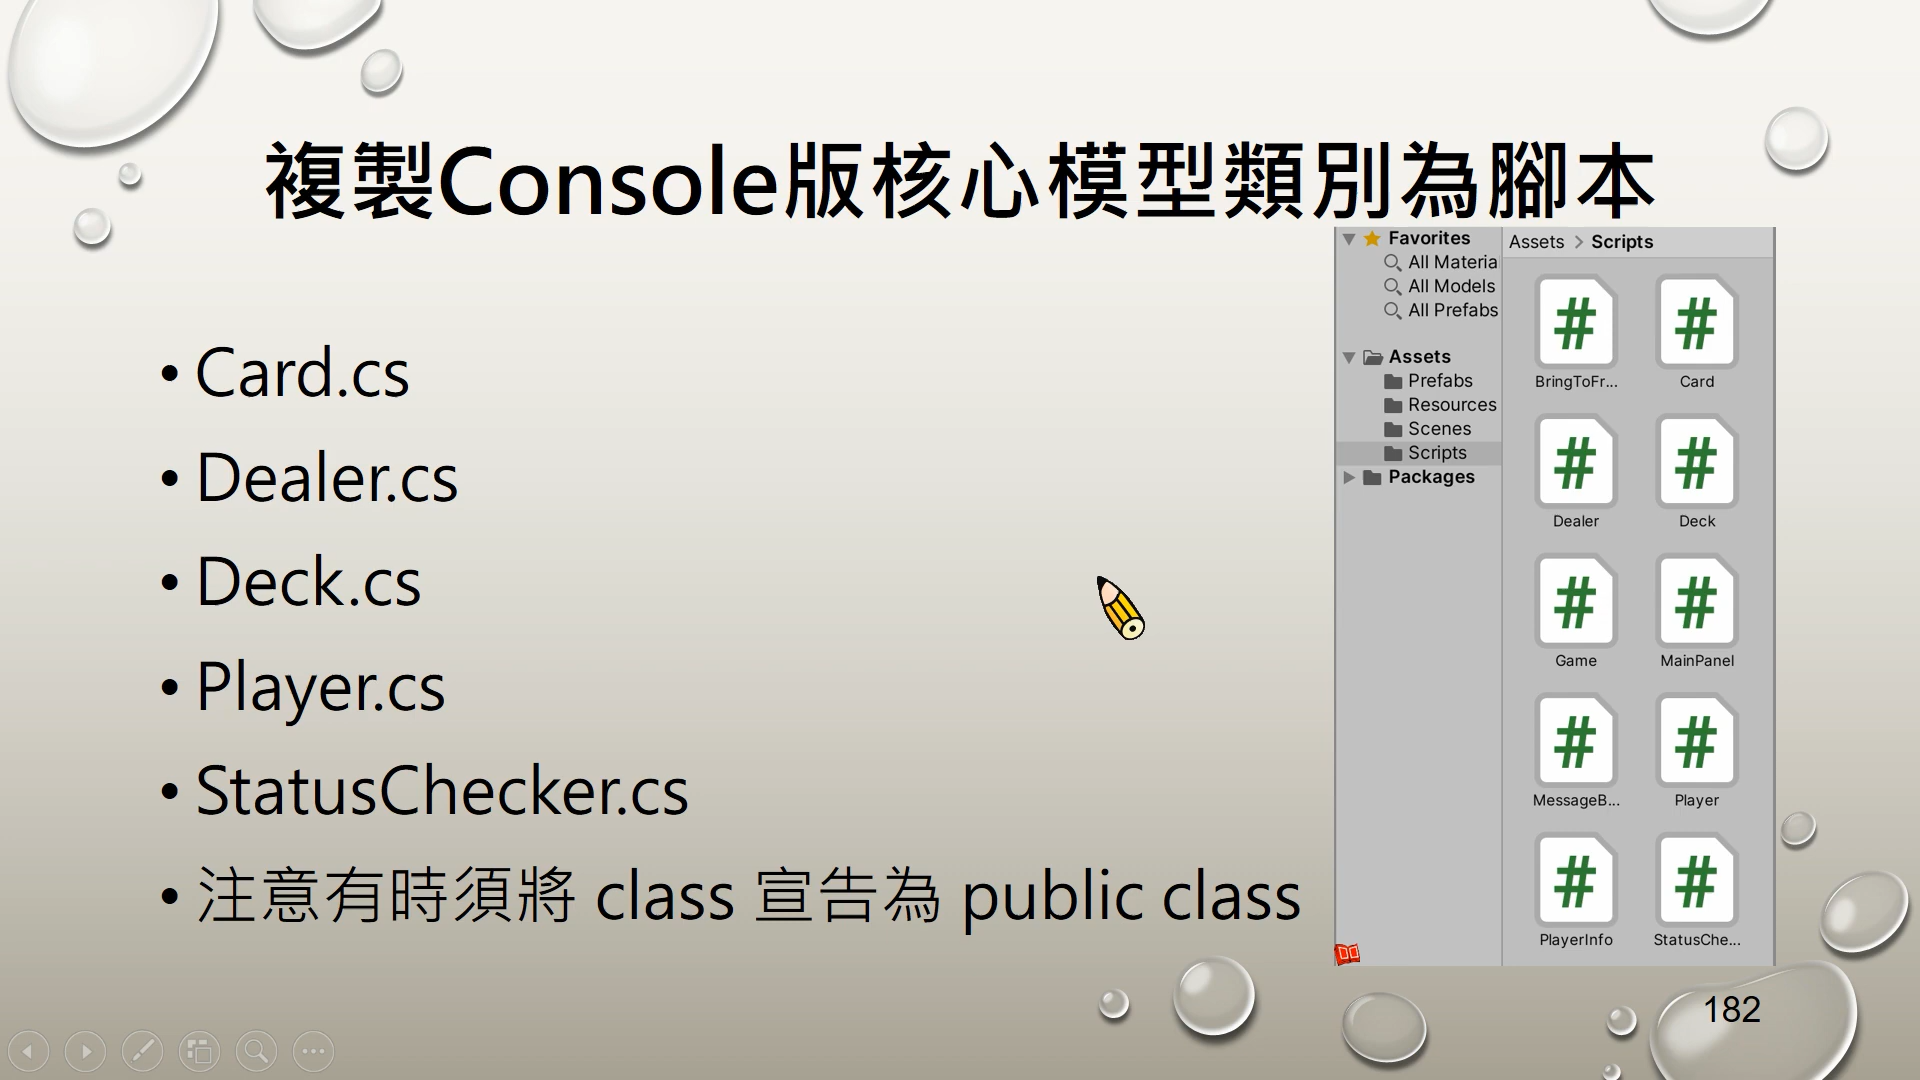 複製Console版核心模型類別為腳本
• Card.cs
• Dealer.cs
• Deck.cs
• Player.cs
• StatusChecker.cs
• 注意有時須將 class 宣告為 public class
Favorites
All Materia
All Models
All Prefabs
Assets
Prefabs
Resources
Scenes
Scripts
Packages
Assets > Scripts
# #
BringToFr... Card
# #
Dealer Deck
# #
Game MainPanel
# #
MessageB... Player
# #
PlayerInfo StatusChe...
182